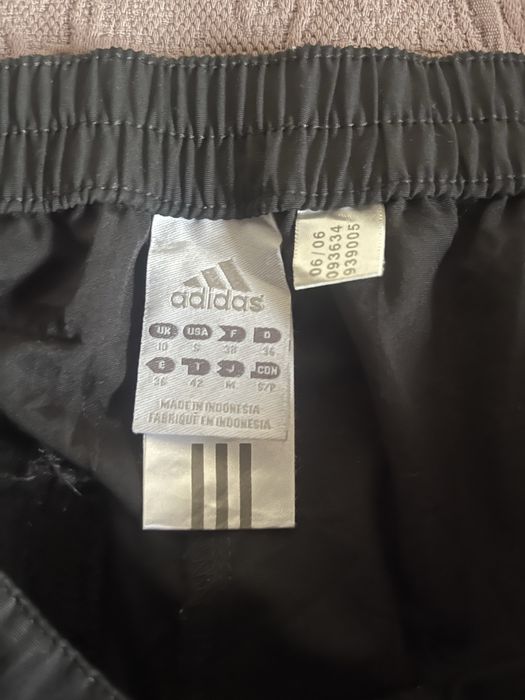 adidas
UK USA F D
10 S 38 36
E I J CDN
36 42 M S/P
MADE IN INDONESIA
FABRIQUÉ EN INDONESIA
06/06
093634
939005